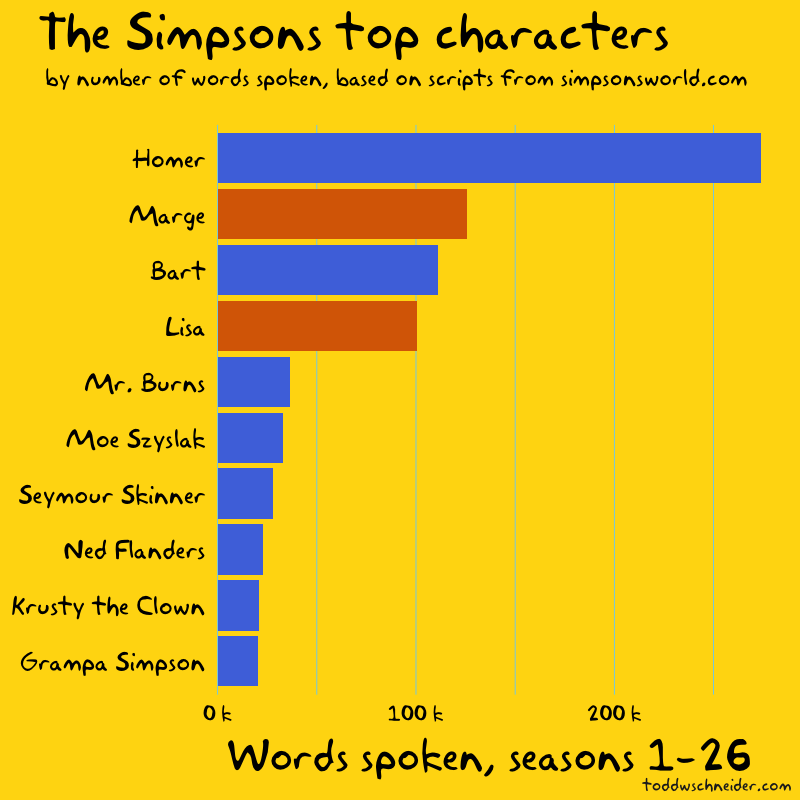 The Simpsons top characters
by number of words spoken, based on scripts from simpsonsworld.com
Homer
Marge
Bart
Lisa
Mr. Burns
Moe Szyslak
Seymour Skinner
Ned Flanders
Krusty the Clown
Grampa Simpson
0 k 100 k 200 k
Words spoken, seasons 1-26
toddwschneider.com